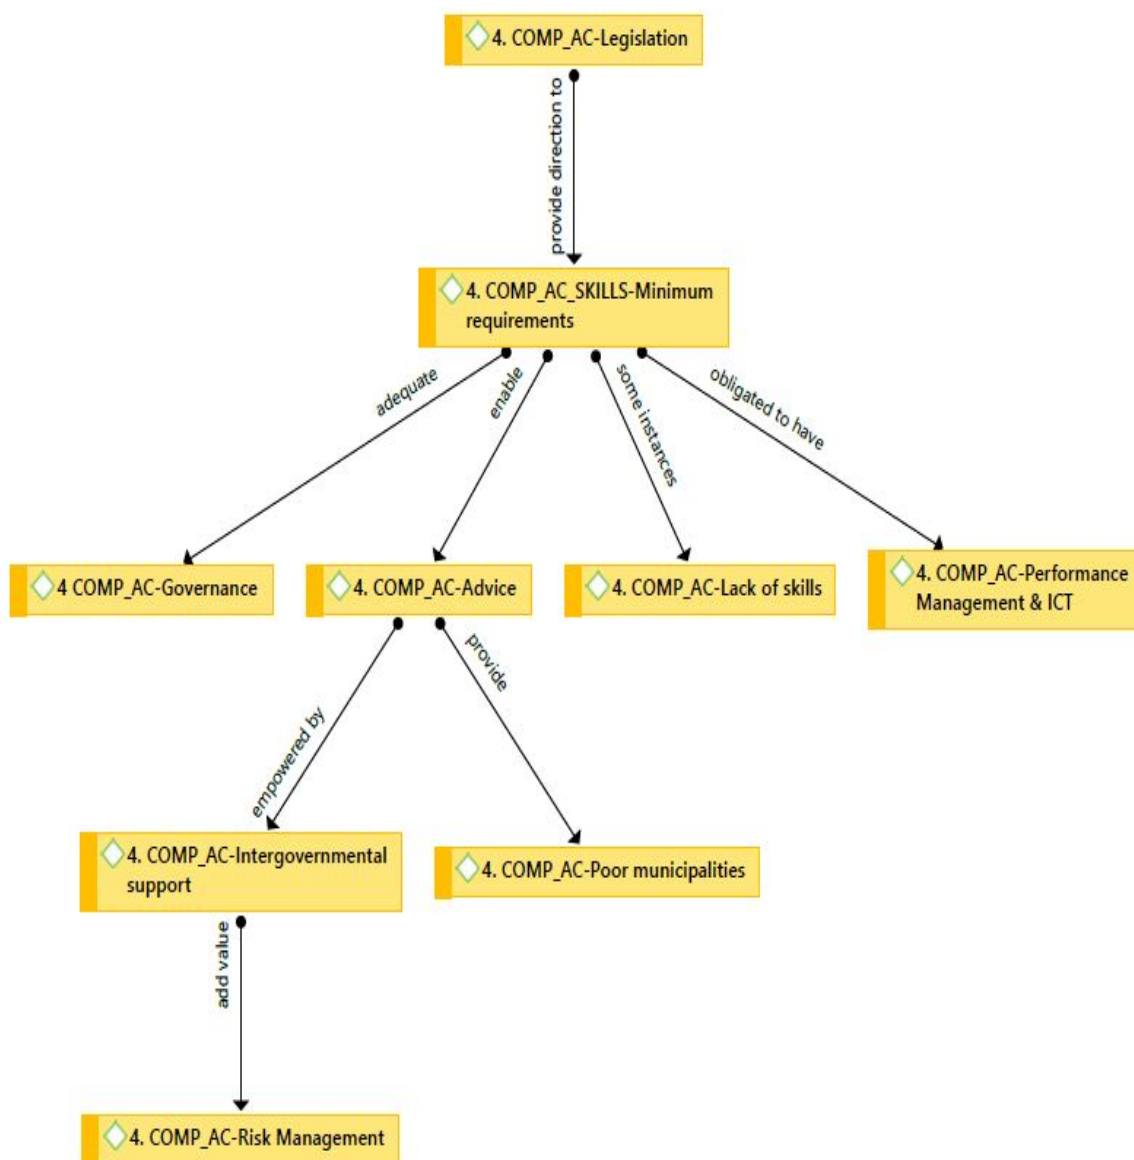 4. COMP_AC-Legislation
provide direction to
4. COMP_AC_SKILLS-Minimum
requirements
adequate
enable
some instances
obligated to have
4 COMP_AC-Governance
4. COMP_AC-Advice
4. COMP_AC-Lack of skills
4. COMP_AC-Performance
Management & ICT
empowered by
provide
4. COMP_AC-Intergovernmental
support
4. COMP_AC-Poor municipalities
add value
4. COMP_AC-Risk Management